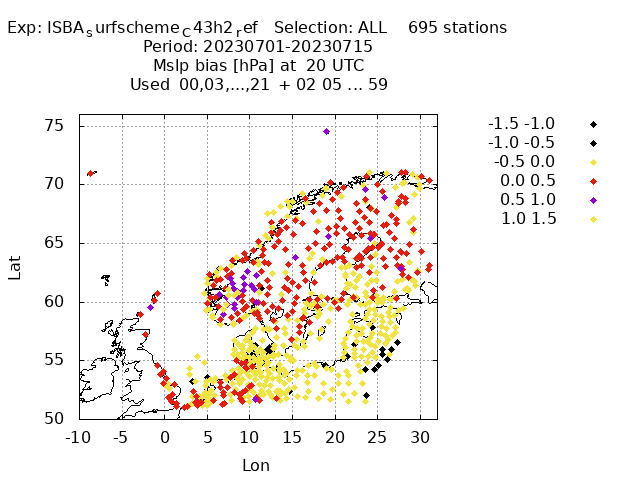 Exp: ISBAsurfschemeC43h2ref Selection: ALL 695 stations
Period: 20230701-20230715
Mslp bias [hPa] at 20 UTC
Used 00,03,...,21 + 02 05 ... 59
-1.5 -1.0
-1.0 -0.5
-0.5 0.0
0.0 0.5
0.5 1.0
1.0 1.5
75
70
65
60
55
50
Lat
-10 -5 0 5 10 15 20 25 30
Lon